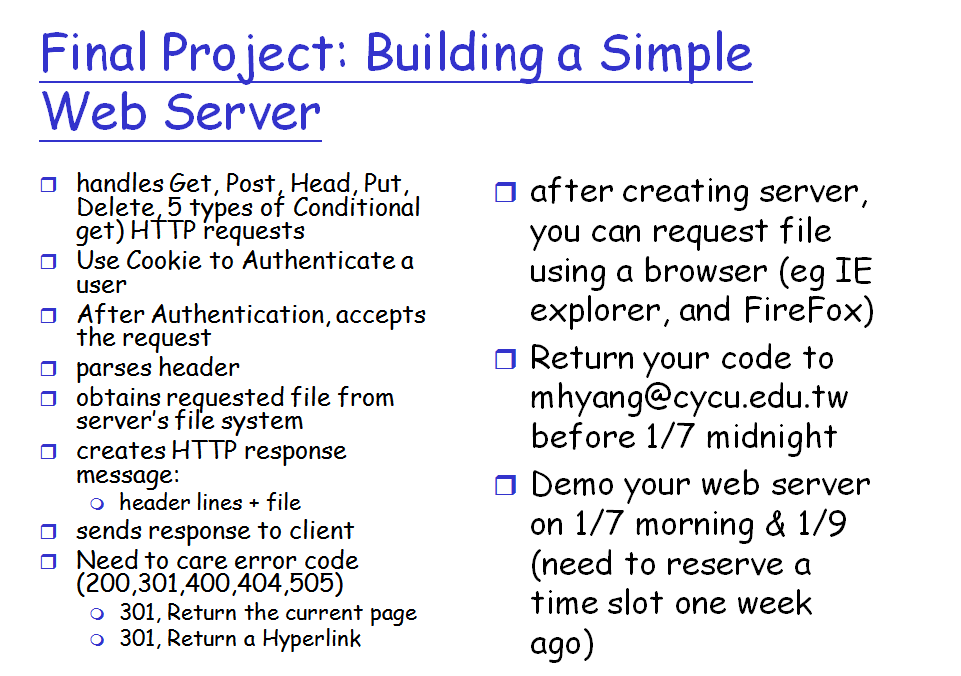 Final Project: Building a Simple
Web Server
handles Get, Post, Head, Put,
Delete, 5 types of Conditional
get) HTTP requests
Use Cookie to Authenticate a
user
After Authentication, accepts
the request
parses header
obtains requested file from
server's file system
creates HTTP response
message:
header lines + file
sends response to client
Need to care error code
(200,301,400,404,505)
301, Return the current page
301, Return a Hyperlink
after creating server,
you can request file
using a browser (eg IE
explorer, and FireFox)
Return your code to
mhyang@cycu.edu.tw
before 1/7 midnight
Demo your web server
on 1/7 morning & 1/9
(need to reserve a
time slot one week
ago)